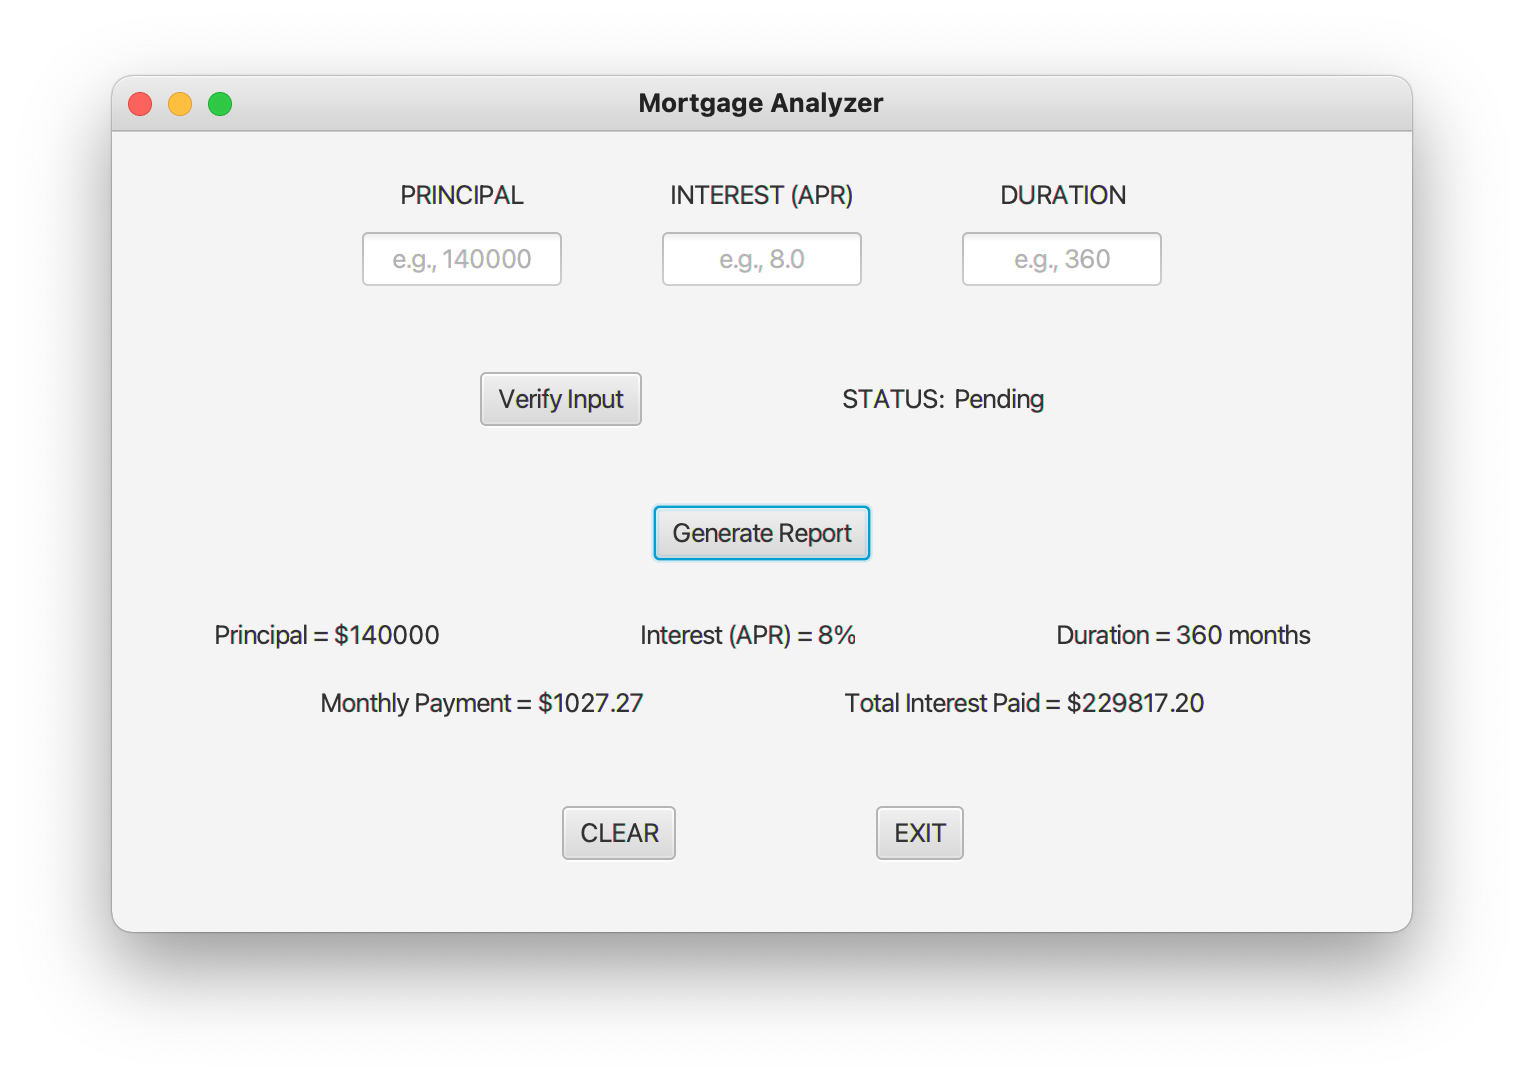 Mortgage Analyzer
PRINCIPAL INTEREST (APR) DURATION
e.g., 140000 e.g., 8.0 e.g., 360
Verify Input STATUS: Pending
Generate Report
Principal = $140000 Interest (APR) = 8% Duration = 360 months
Monthly Payment = $1027.27 Total Interest Paid = $229817.20
CLEAR EXIT